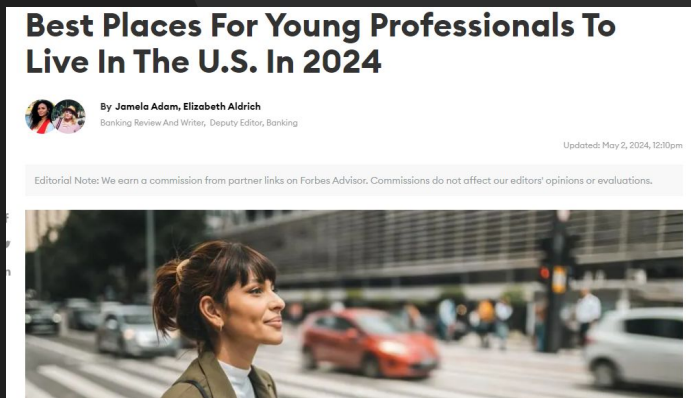 Best Places For Young Professionals To
Live In The U.S. In 2024
By Jamela Adam, Elizabeth Aldrich
Banking Review And Writer, Deputy Editor, Banking
Updated: May 2, 2024, 12:10pm
Editorial Note: We earn a commission from partner links on Forbes Advisor. Commissions do not affect our editors' opinions or evaluations.